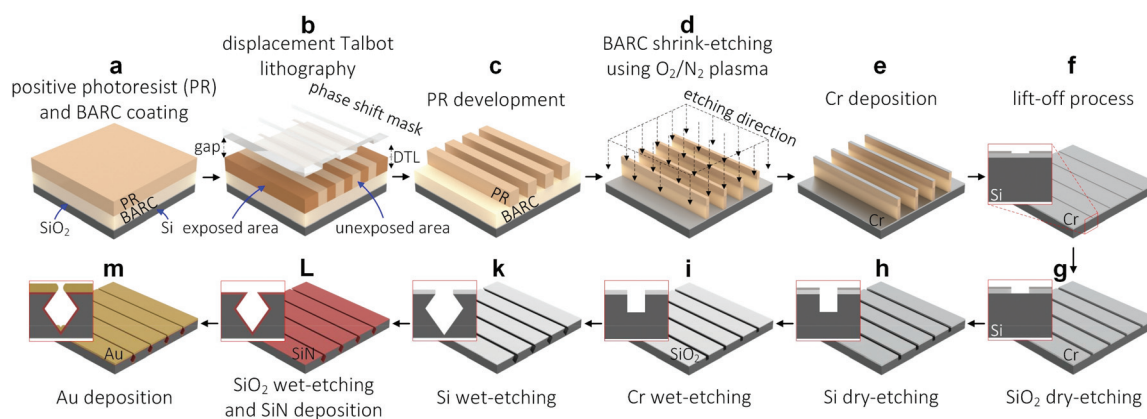 a
positive photoresist (PR)
and BARC coating
PR
BARC
SiO₂
Si
b
displacement Talbot
lithography
phase shift mask
gap
DTL
exposed area
unexposed area
c
PR development
PR
BARC
d
BARC shrink-etching
using O₂/N₂ plasma
etching direction
e
Cr deposition
Cr
f
lift-off process
Si
Cr
m
Au
Au deposition
L
SiN
SiO₂ wet-etching
and SiN deposition
k
Si wet-etching
i
SiO₂
Cr wet-etching
h
Si dry-etching
g
Si
Cr
SiO₂ dry-etching